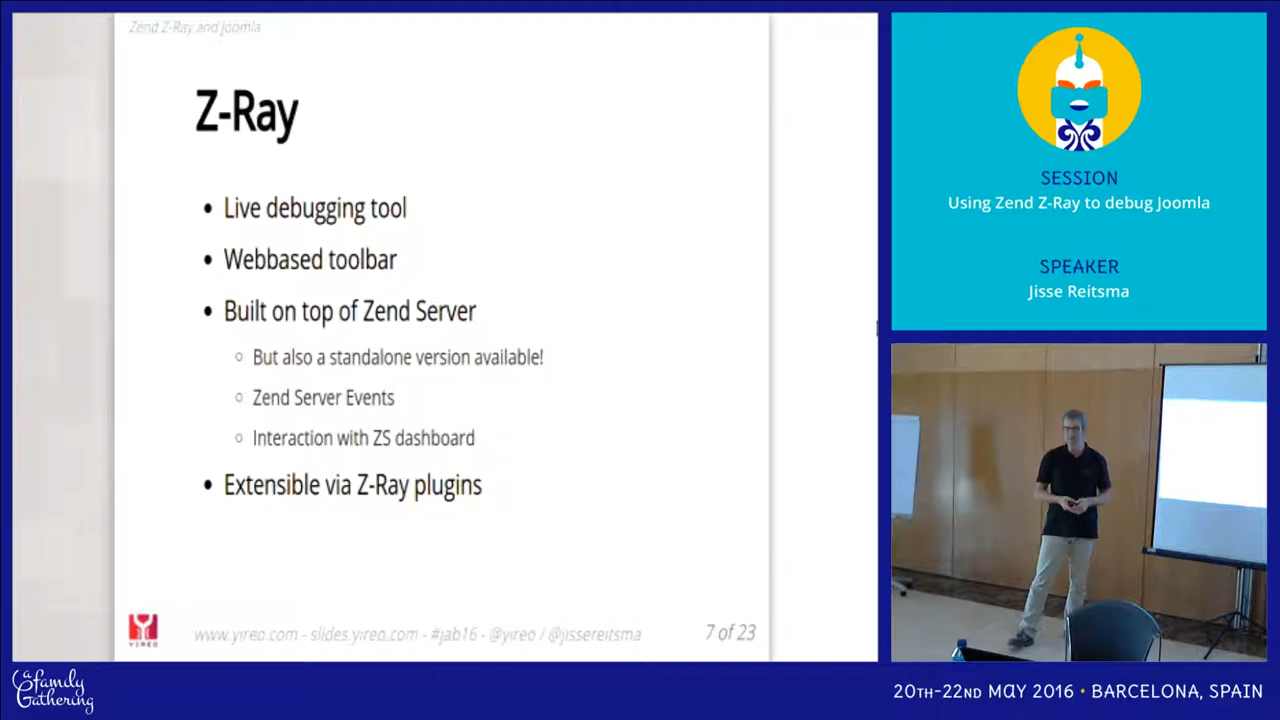 Zend Z-Ray and Joomla
Z-Ray
• Live debugging tool
• Webbased toolbar
• Built on top of Zend Server
○ But also a standalone version available!
○ Zend Server Events
○ Interaction with ZS dashboard
• Extensible via Z-Ray plugins
YIREO
www.yireo.com - slides.yireo.com - #jab16 - @yireo / @jissereitsma
7 of 23
SESSION
Using Zend Z-Ray to debug Joomla
SPEAKER
Jisse Reitsma
a family
Gathering
20TH-22ND MAY 2016 • BARCELONA, SPAIN